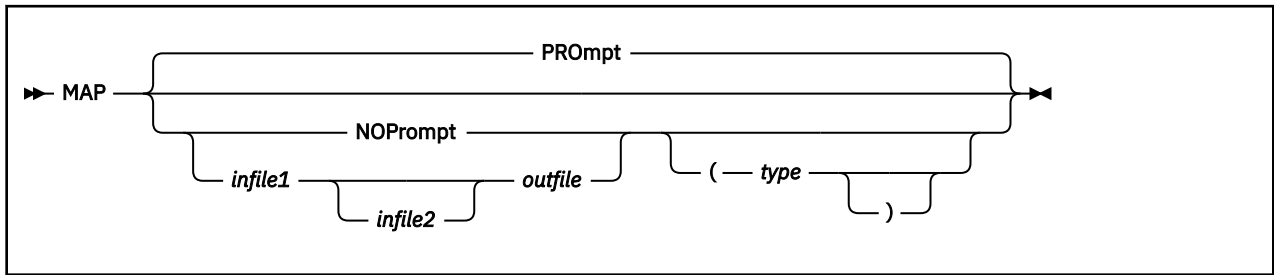 PROmpt
MAP
NOPrompt
infile1 outfile ( type
infile2 )